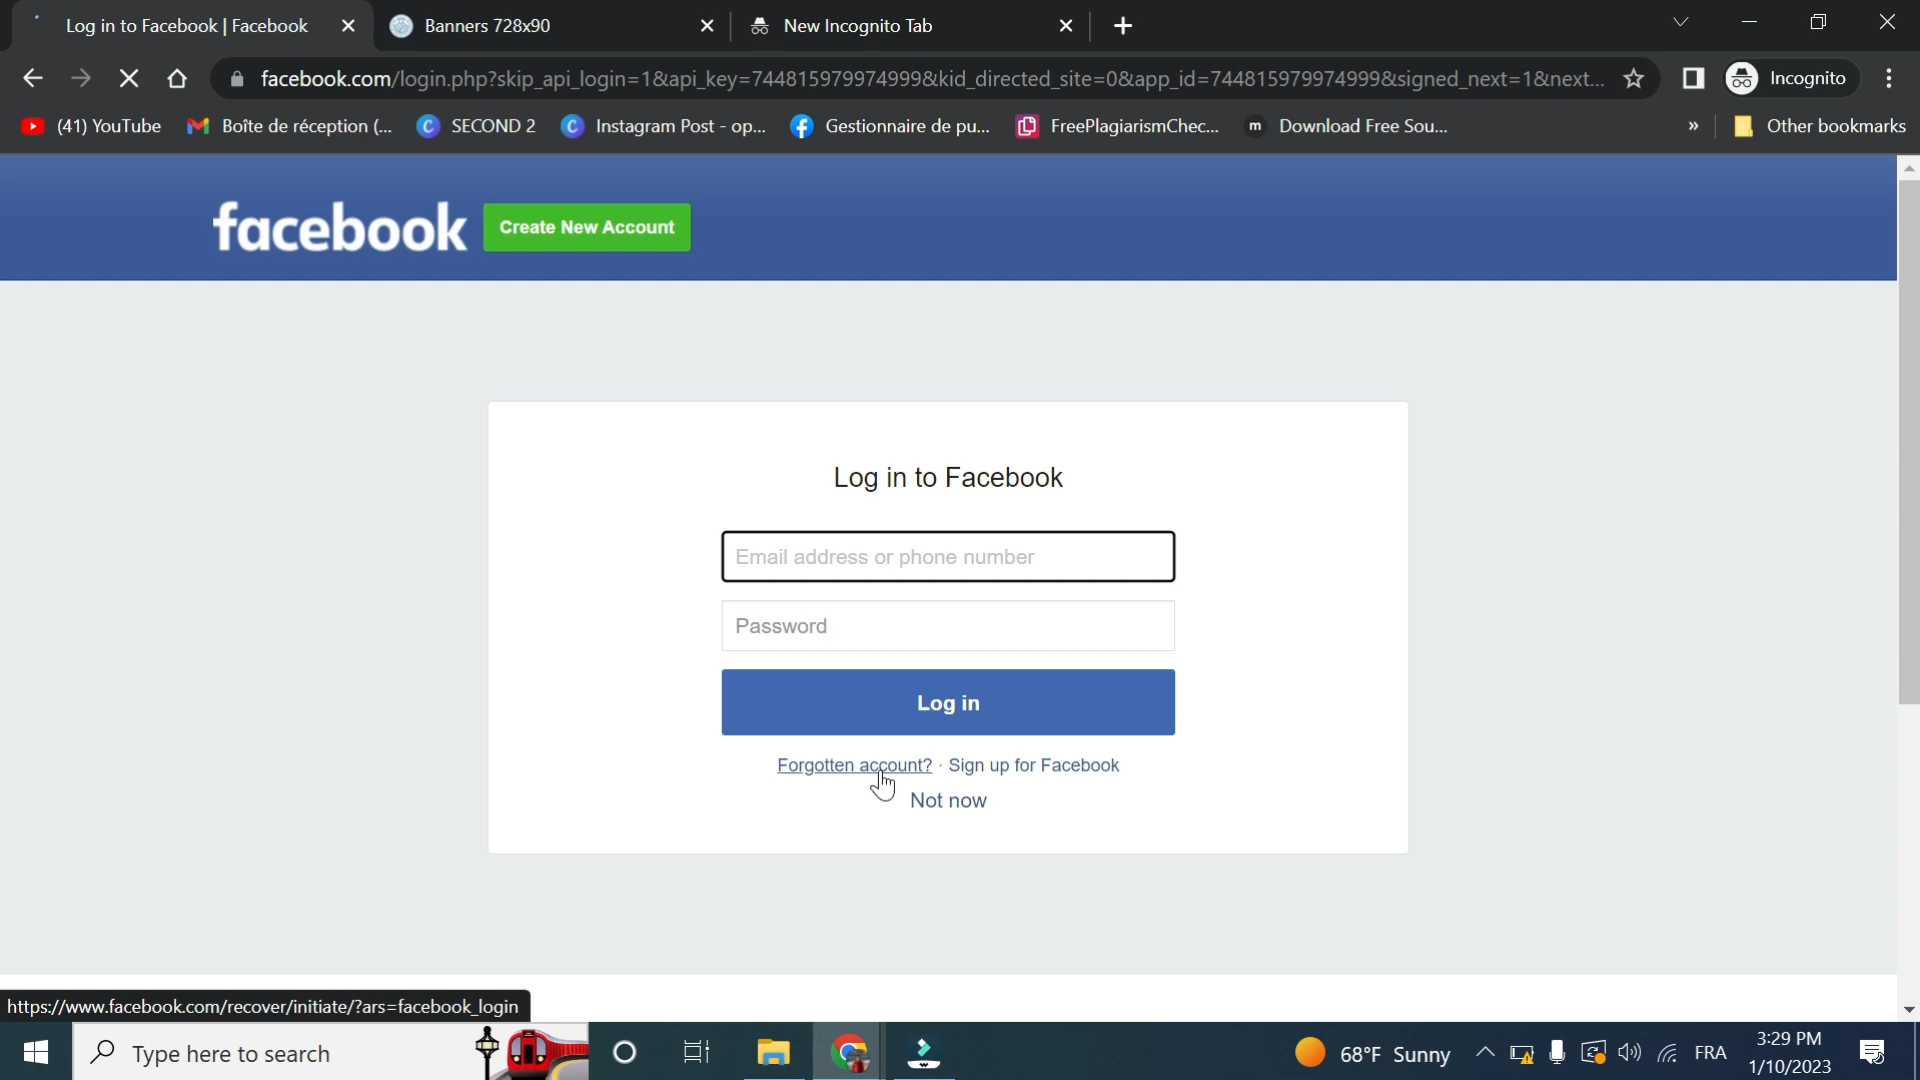 Log in to Facebook | Facebook
Banners 728x90
New Incognito Tab
facebook.com/login.php?skip_api_login=1&api_key=744815979974999&kid_directed_site=0&app_id=744815979974999&signed_next=1&next...
Incognito
(41) YouTube
Boîte de réception (...
SECOND 2
Instagram Post - op...
Gestionnaire de pu...
FreePlagiarismChec...
Download Free Sou...
»
Other bookmarks
facebook
Create New Account
Log in to Facebook
Email address or phone number
Password
Log in
Forgotten account? · Sign up for Facebook
Not now
https://www.facebook.com/recover/initiate/?ars=facebook_login
Type here to search
68°F Sunny
FRA
3:29 PM
1/10/2023